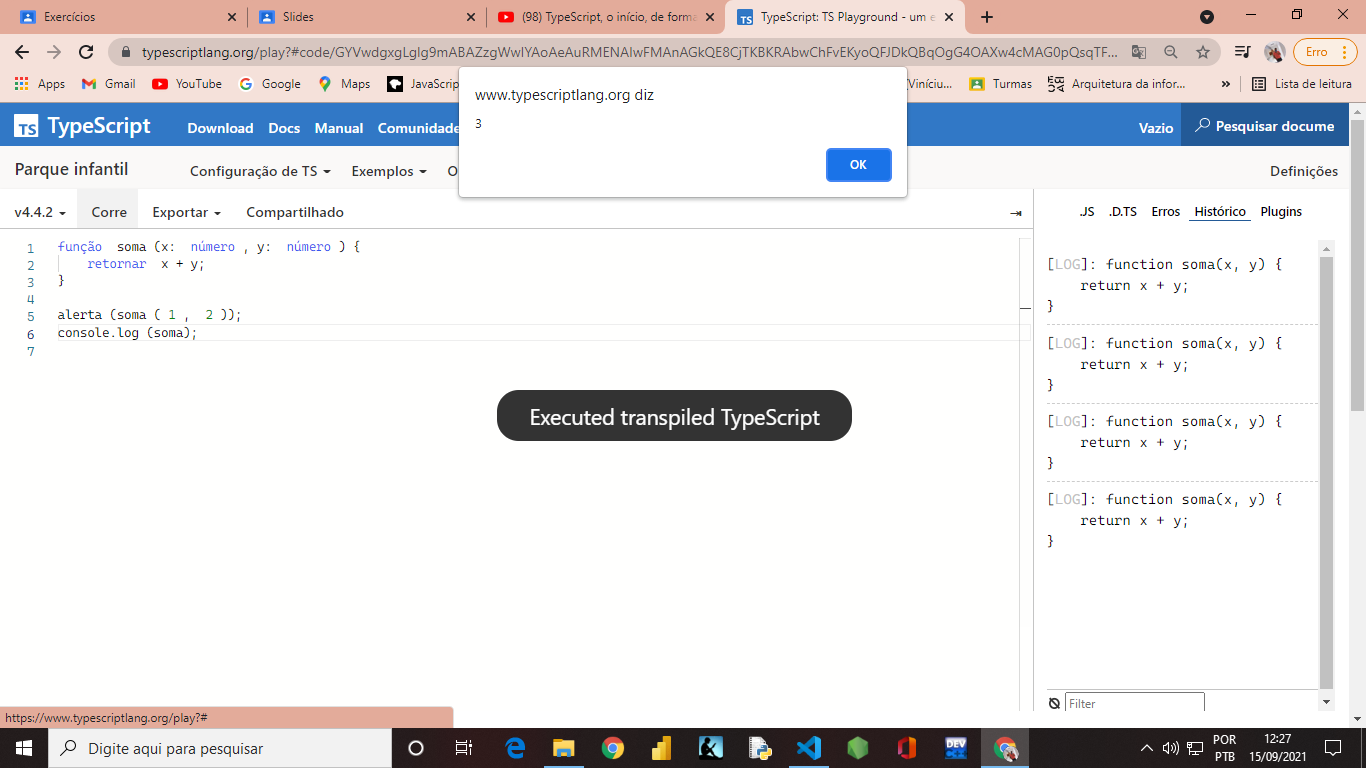 Exercícios
Slides
(98) TypeScript, o início, de forma
TypeScript: TS Playground - um e
typescriptlang.org/play?#code/GYVwdgxgLglg9mABAZzgWwIYAoAeAuRMENAIwFMAnAGkQE8CjTKBKRAbwChFvEKyoQFJDkQBqOgG4OAXw4cMAG0pQsqTF...
Erro
Apps
Gmail
YouTube
Google
Maps
JavaScrip
(Viníciu...
Turmas
Arquitetura da infor...
»
Lista de leitura
www.typescriptlang.org diz
3
OK
TS TypeScript
Download
Docs
Manual
Comunidade
Vazio
Pesquisar docume
Parque infantil
Configuração de TS
Exemplos
O
Definições
v4.4.2
Corre
Exportar
Compartilhado
.JS
.D.TS
Erros
Histórico
Plugins
1 função soma (x: número , y: número ) {
2 retornar x + y;
3 }
4
5 alerta (soma ( 1 , 2 ));
6 console.log (soma);
7
[LOG]: function soma(x, y) {
return x + y;
}
[LOG]: function soma(x, y) {
return x + y;
}
[LOG]: function soma(x, y) {
return x + y;
}
[LOG]: function soma(x, y) {
return x + y;
}
Executed transpiled TypeScript
Filter
https://www.typescriptlang.org/play?#
Digite aqui para pesquisar
DEV
POR
PTB
12:27
15/09/2021